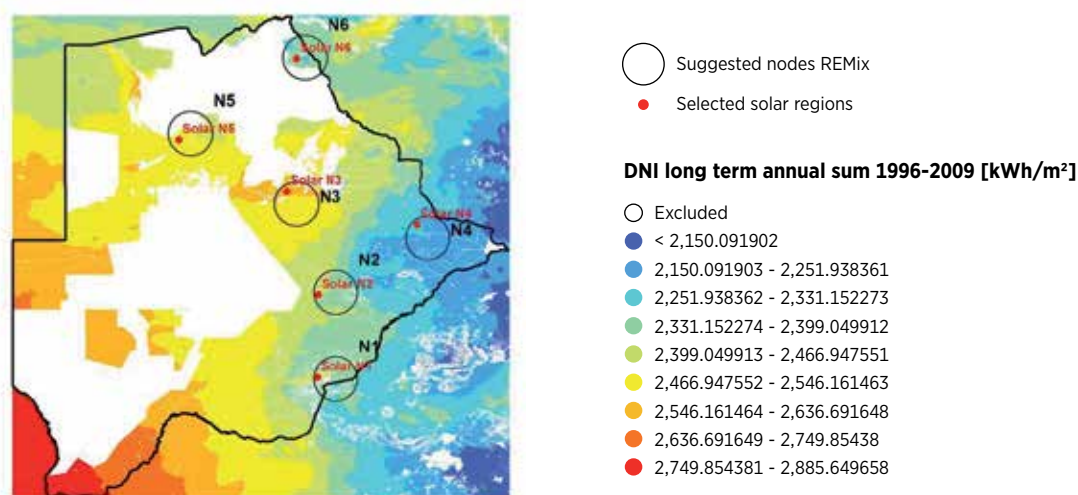 N6
Solar N6
N5
Solar N5
Solar N3
N3
Solar N4
N4
N2
Solar N2
N1
Solar N1
Suggested nodes REMix
Selected solar regions
DNI long term annual sum 1996-2009 [kWh/m²]
Excluded
< 2,150.091902
2,150.091903 - 2,251.938361
2,251.938362 - 2,331.152273
2,331.152274 - 2,399.049912
2,399.049913 - 2,466.947551
2,466.947552 - 2,546.161463
2,546.161464 - 2,636.691648
2,636.691649 - 2,749.85438
2,749.854381 - 2,885.649658